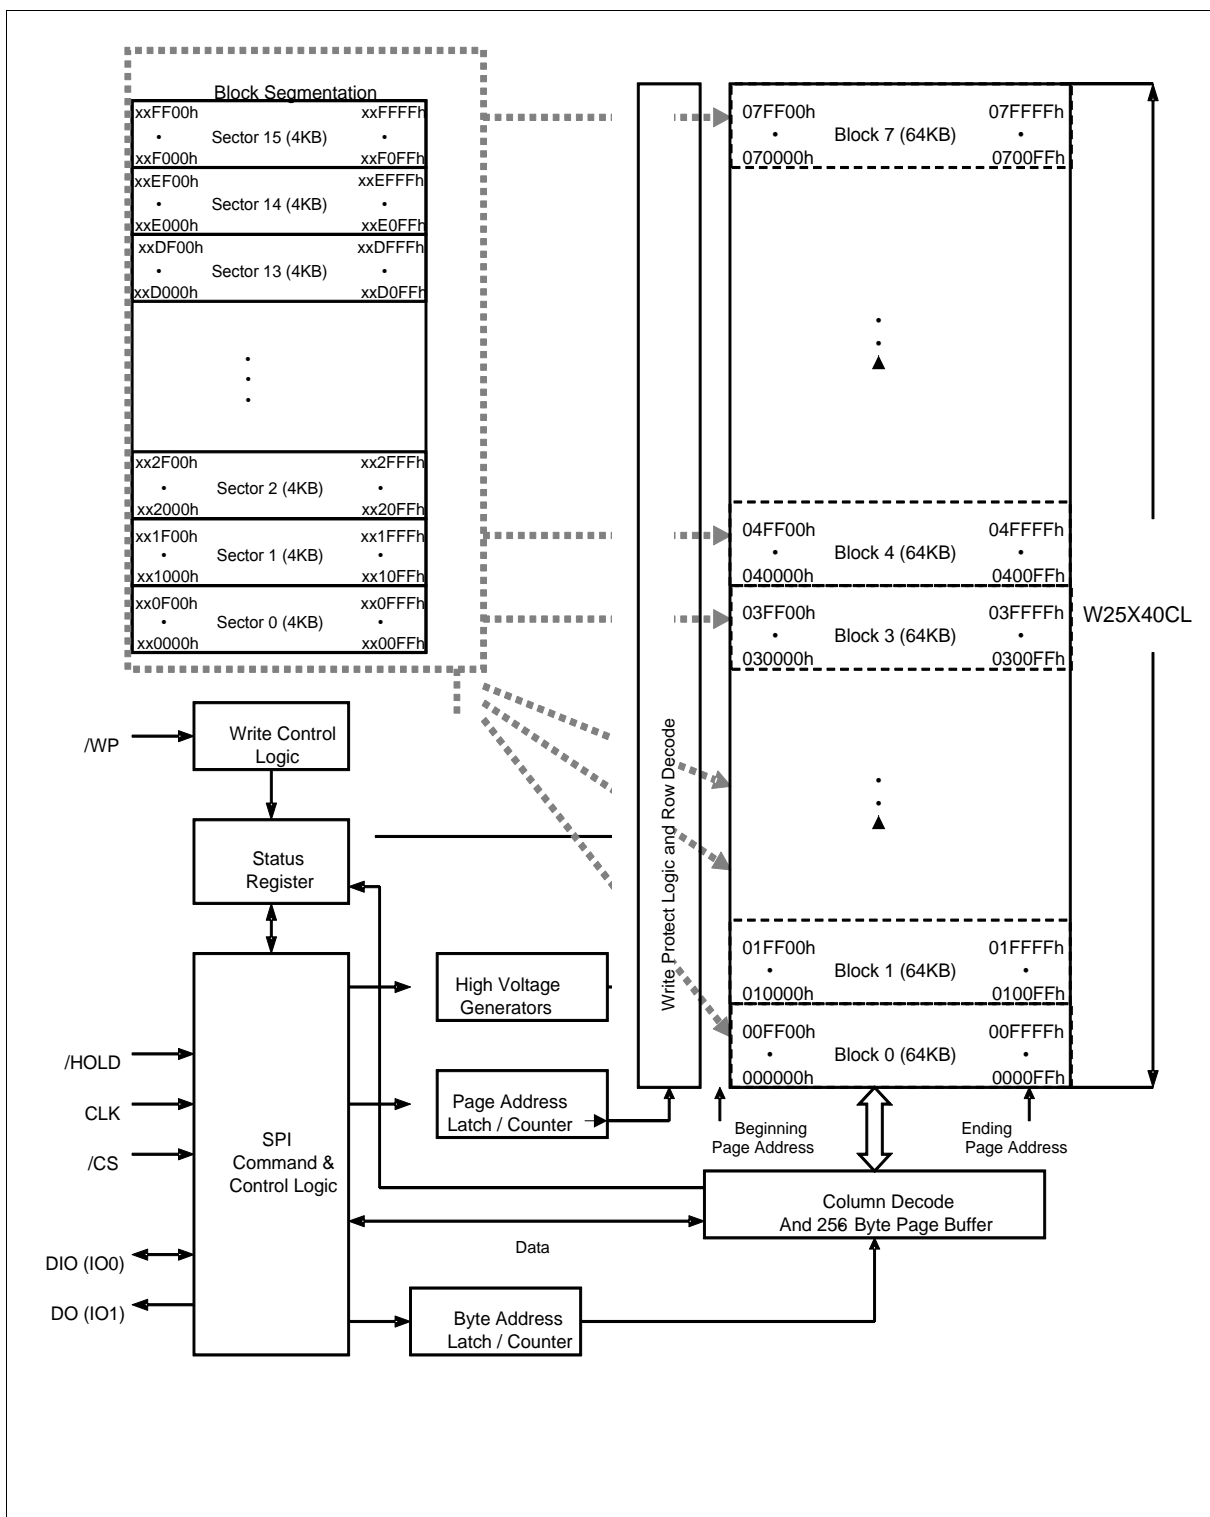 Block Segmentation
xxFF00h xxFFFFh
Sector 15 (4KB)
xxF000h xxF0FFh
xxEF00h xxEFFFh
Sector 14 (4KB)
xxE000h xxE0FFh
xxDF00h xxDFFFh
Sector 13 (4KB)
xxD000h xxD0FFh
xx2F00h xx2FFFh
Sector 2 (4KB)
xx2000h xx20FFh
xx1F00h xx1FFFh
Sector 1 (4KB)
xx1000h xx10FFh
xx0F00h xx0FFFh
Sector 0 (4KB)
xx0000h xx00FFh
07FF00h 07FFFFh
Block 7 (64KB)
070000h 0700FFh
04FF00h 04FFFFh
Block 4 (64KB)
040000h 0400FFh
03FF00h 03FFFFh
Block 3 (64KB)
030000h 0300FFh
01FF00h 01FFFFh
Block 1 (64KB)
010000h 0100FFh
00FF00h 00FFFFh
Block 0 (64KB)
000000h 0000FFh
W25X40CL
Write Protect Logic and Row Decode
/WP
Write Control
Logic
Status
Register
High Voltage
Generators
/HOLD
CLK
/CS
DIO (IO0)
DO (IO1)
SPI
Command &
Control Logic
Page Address
Latch / Counter
Beginning
Page Address
Ending
Page Address
Column Decode
And 256 Byte Page Buffer
Data
Byte Address
Latch / Counter